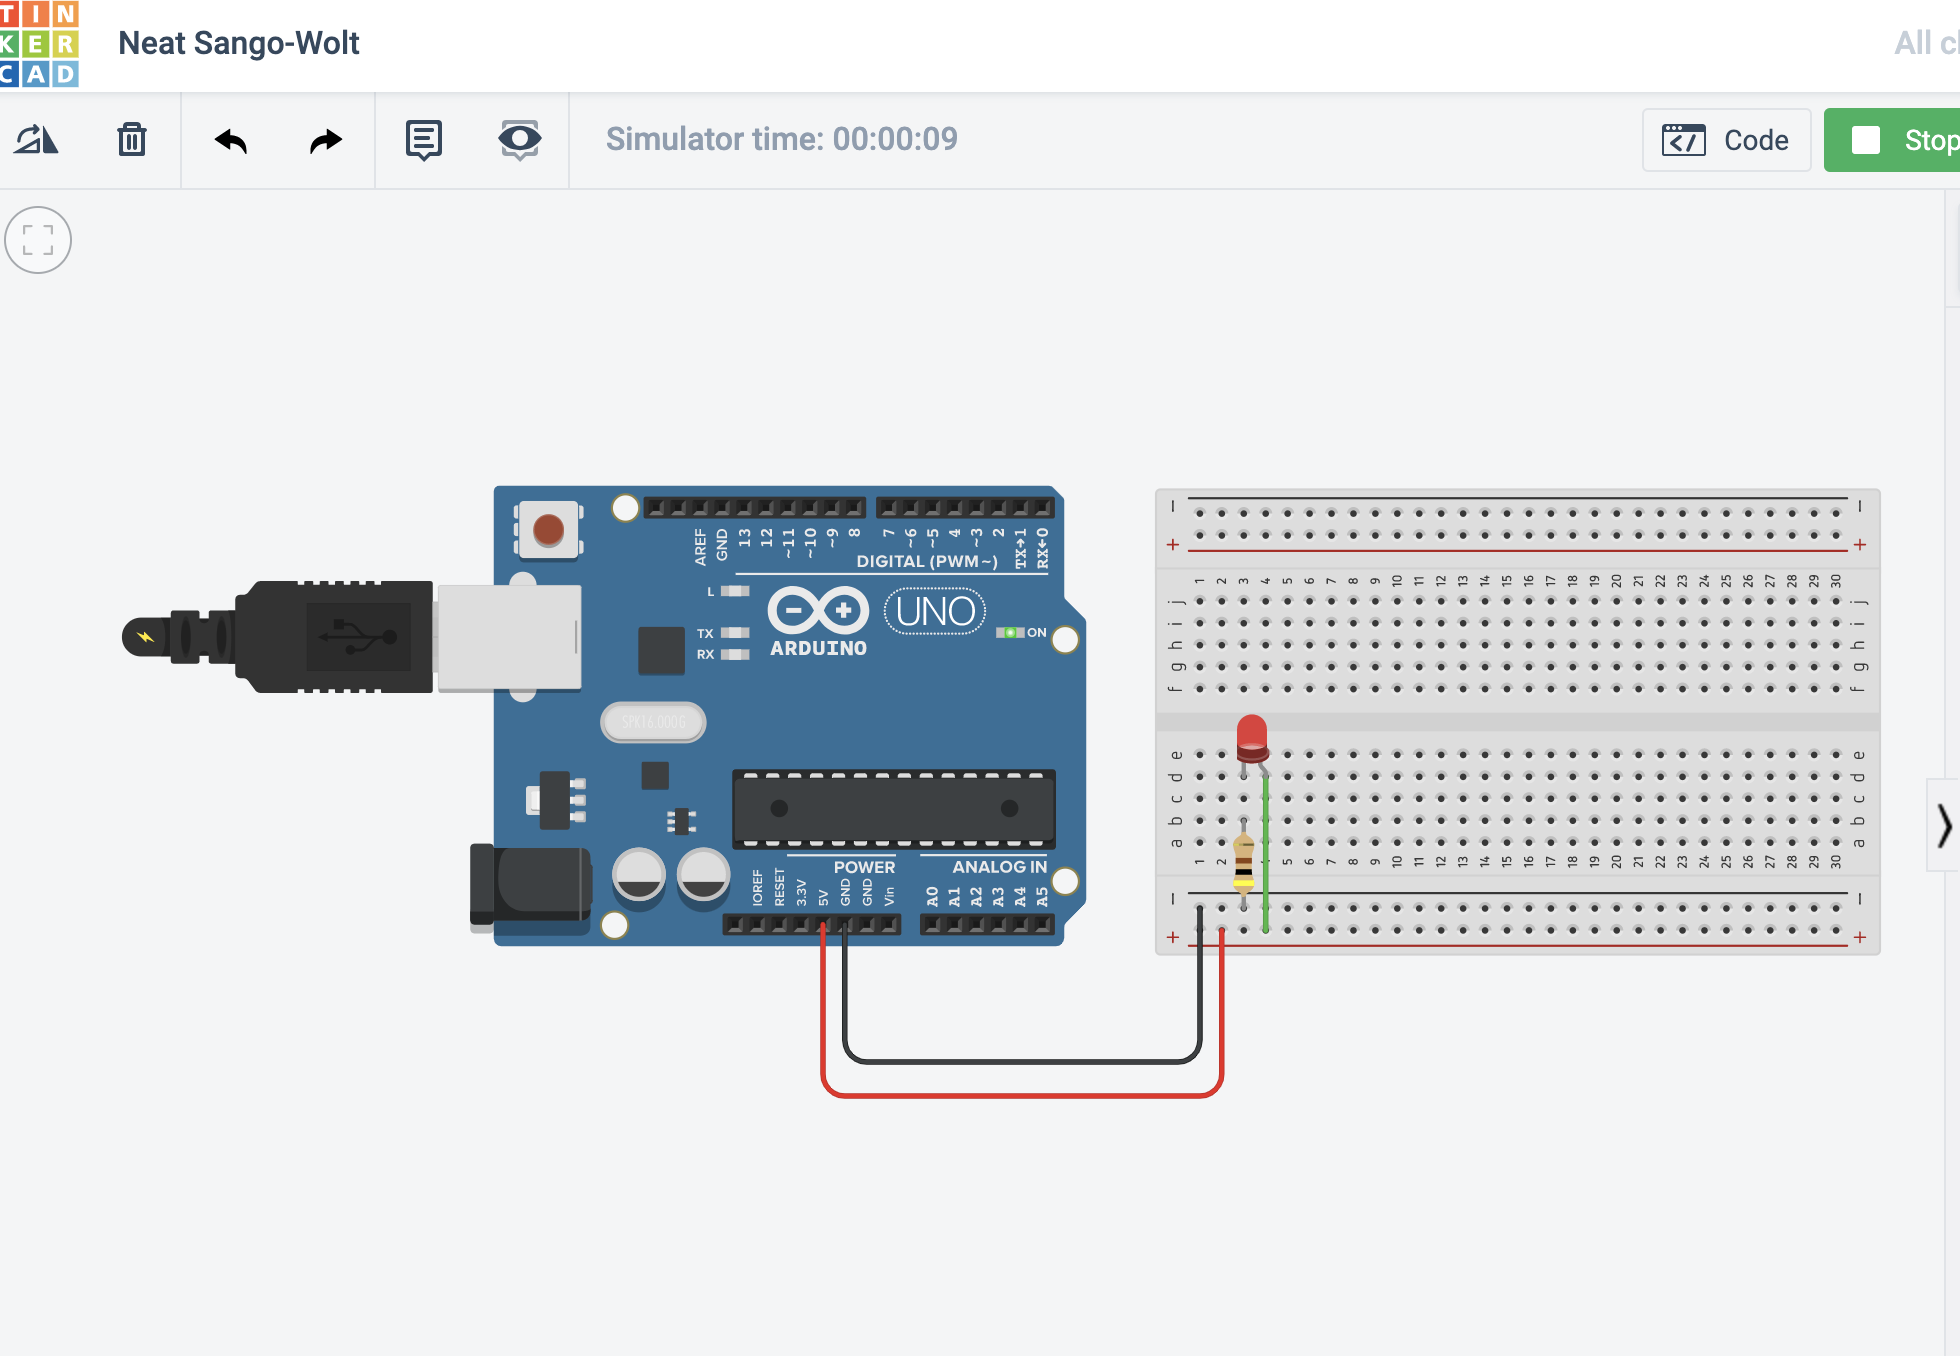 TIN
KER
CAD
Neat Sango-Wolt
All
Simulator time: 00:00:09
Code
Stop
AREF GND 13 12 ~11 ~10 ~9 8 7 ~6 ~5 4 ~3 2 TX→1 RX←0
DIGITAL (PWM~)
L
TX
RX
UNO
ARDUINO
ON
SPK16.000G
POWER
ANALOG IN
IOREF RESET 3.3V 5V GND GND Vin A0 A1 A2 A3 A4 A5
− −
+ +
1 2 3 4 5 6 7 8 9 10 11 12 13 14 15 16 17 18 19 20 21 22 23 24 25 26 27 28 29 30
j j
i i
h h
g g
f f
e e
d d
c c
b b
a a
1 2 3 5 6 7 8 9 10 11 12 13 14 15 16 17 18 19 20 21 22 23 24 25 26 27 28 29 30
− −
+ +